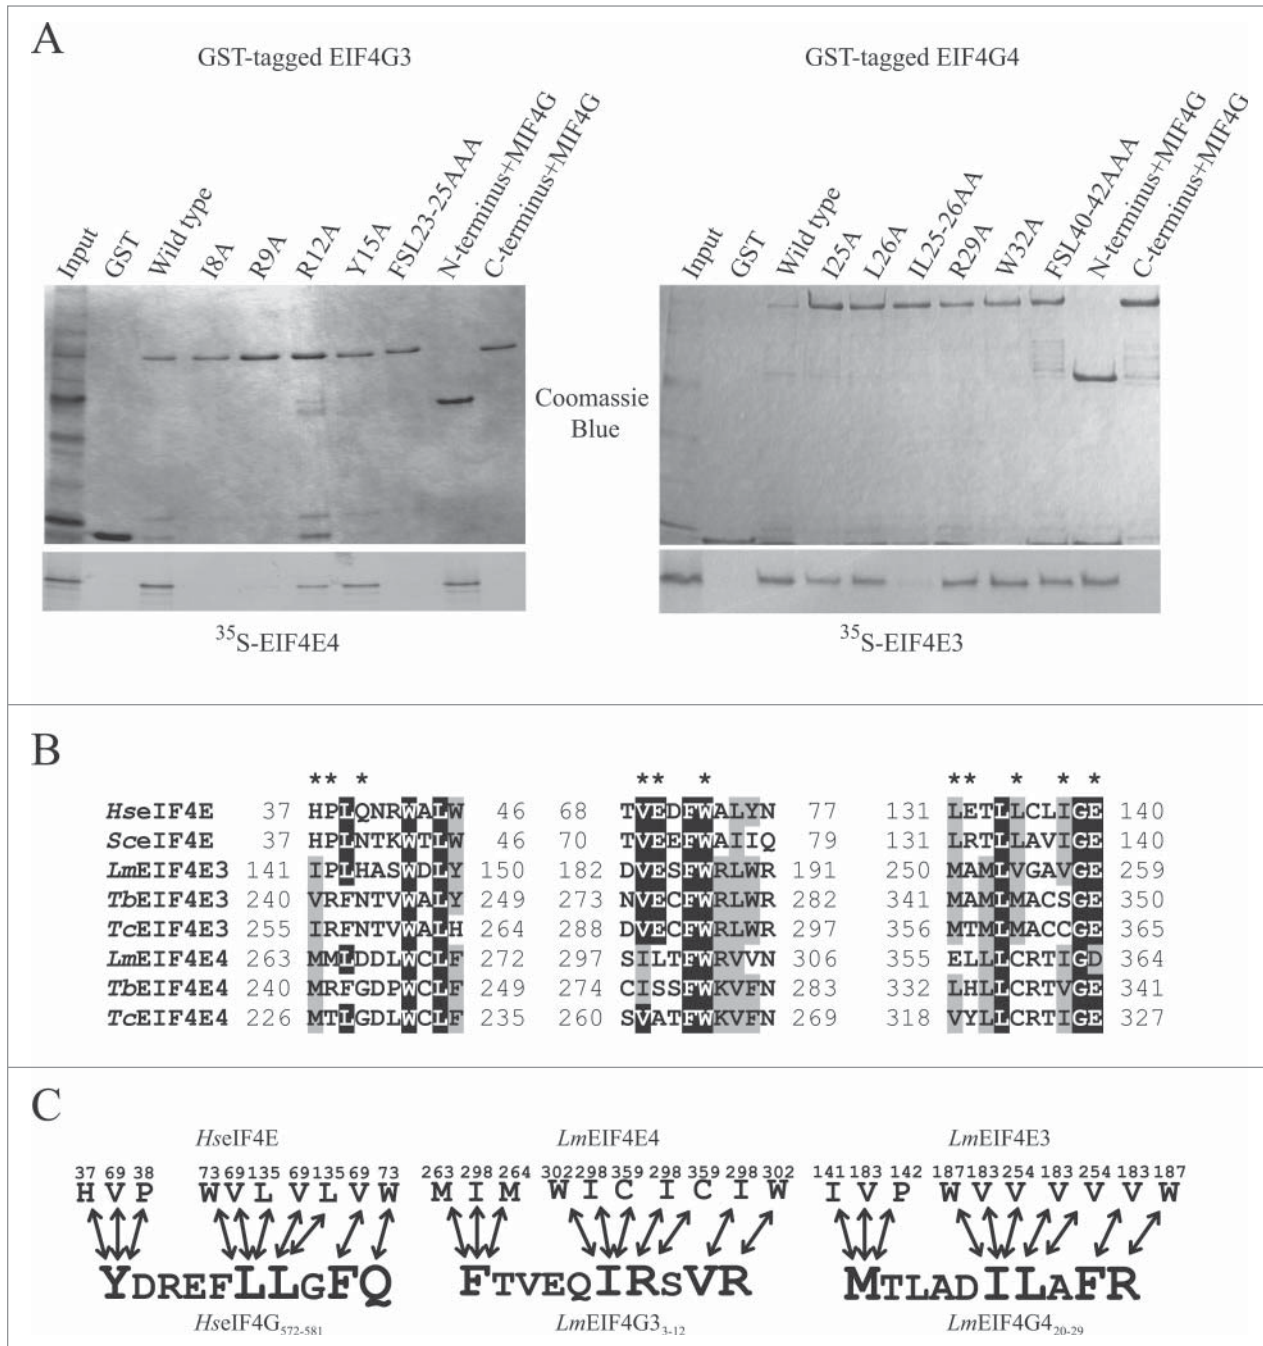 A
GST-tagged EIF4G3
GST-tagged EIF4G4
Input
GST
Wild type
I8A
R9A
R12A
Y15A
FSL23-25AAA
N-terminus+MIF4G
C-terminus+MIF4G
Input
GST
Wild type
I25A
L26A
IL25-26AA
R29A
W32A
FSL40-42AAA
N-terminus+MIF4G
C-terminus+MIF4G
Coomassie
Blue
35S-EIF4E4
35S-EIF4E3
B
** * ** * ** * * *
HseIF4E 37 HPLQNRWALW 46 68 TVEDFWALYN 77 131 LETLLCLIGE 140
SceIF4E 37 HPLNTKWTLW 46 70 TVEEFWAIIQ 79 131 LRTLLAVIGE 140
LmEIF4E3 141 IPLHASWDLY 150 182 DVESFWRLWR 191 250 MAMLVGAVGE 259
TbEIF4E3 240 VRFNTVWALY 249 273 NVECFWRLWR 282 341 MAMLMACSGE 350
TcEIF4E3 255 IRFNTVWALH 264 288 DVECFWRLWR 297 356 MTMLMACCGE 365
LmEIF4E4 263 MMLDDLWCLF 272 297 SILTFWRVVN 306 355 ELLLCRTIGD 364
TbEIF4E4 240 MRFGDPWCLF 249 274 CISSFWKVFN 283 332 LHLLCRTVGE 341
TcEIF4E4 226 MTLGDLWCLF 235 260 SVATFWKVFN 269 318 VYLLCRTIGE 327
C
HseIF4E
LmEIF4E4
LmEIF4E3
37 69 38 73 69 135 69 135 69 73 263 298 264 302 298 359 298 359 298 302 141 183 142 187 183 254 183 254 183 187
H V P W V L V L V W M I M W I C I C I W I V P W V V V V V W
YDREFLLGFQ FTVEQIRSVR MTLADILAFR
HseIF4G572-581
LmEIF4G33-12
LmEIF4G420-29